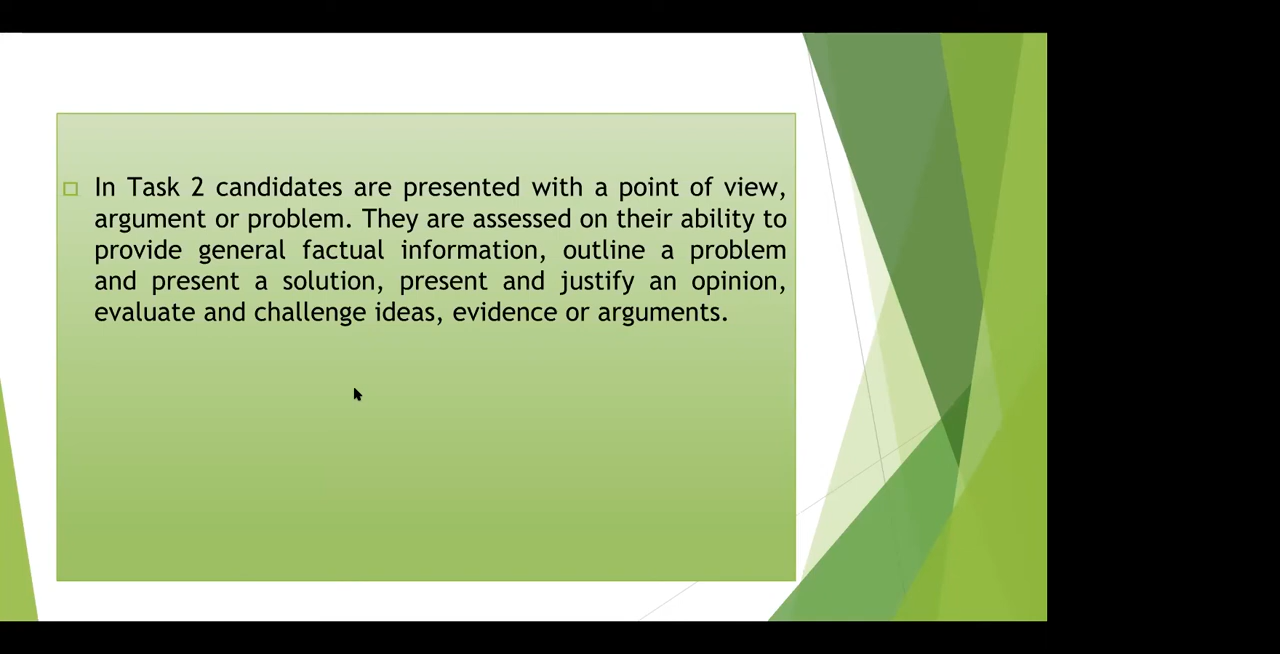 In Task 2 candidates are presented with a point of view,
argument or problem. They are assessed on their ability to
provide general factual information, outline a problem
and present a solution, present and justify an opinion,
evaluate and challenge ideas, evidence or arguments.